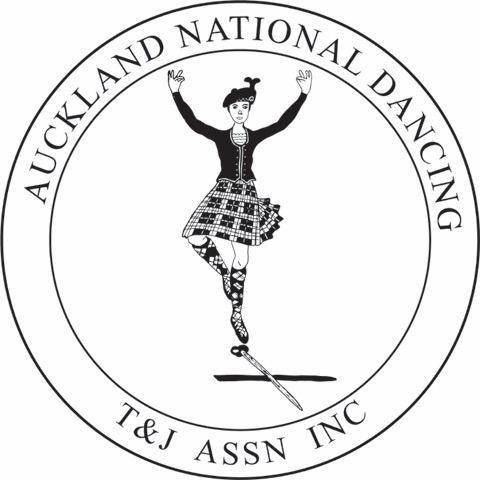 AUCKLAND NATIONAL DANCING
T&J ASSN INC